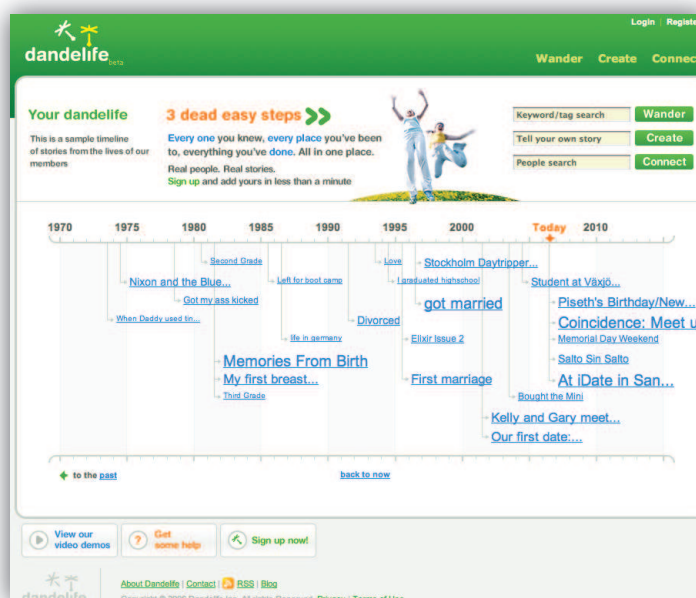 Login | Registe
dandelife beta
Wander Create Connec
Your dandelife
This is a sample timeline
of stories from the lives of our
members
3 dead easy steps
Every one you knew, every place you've been
to, everything you've done. All in one place.
Real people. Real stories.
Sign up and add yours in less than a minute
Keyword/tag search Wander
Tell your own story Create
People search Connect
1970 1975 1980 1985 1990 1995 2000 Today 2010
Second Grade Love Stockholm Daytripper...
Nixon and the Blue... Left for boot camp I graduated highschool Student at Växjö...
Got my ass kicked got married Piseth's Birthday/New...
When Daddy used tin... Divorced Coincidence: Meet u
life in germany Elixir Issue 2 Memorial Day Weekend
Memories From Birth Salto Sin Salto
My first breast... First marriage At iDate in San...
Third Grade Bought the Mini
Kelly and Gary meet...
Our first date:...
to the past back to now
View our
video demos
Get
some help
Sign up now!
dandelife
About Dandelife | Contact | RSS | Blog